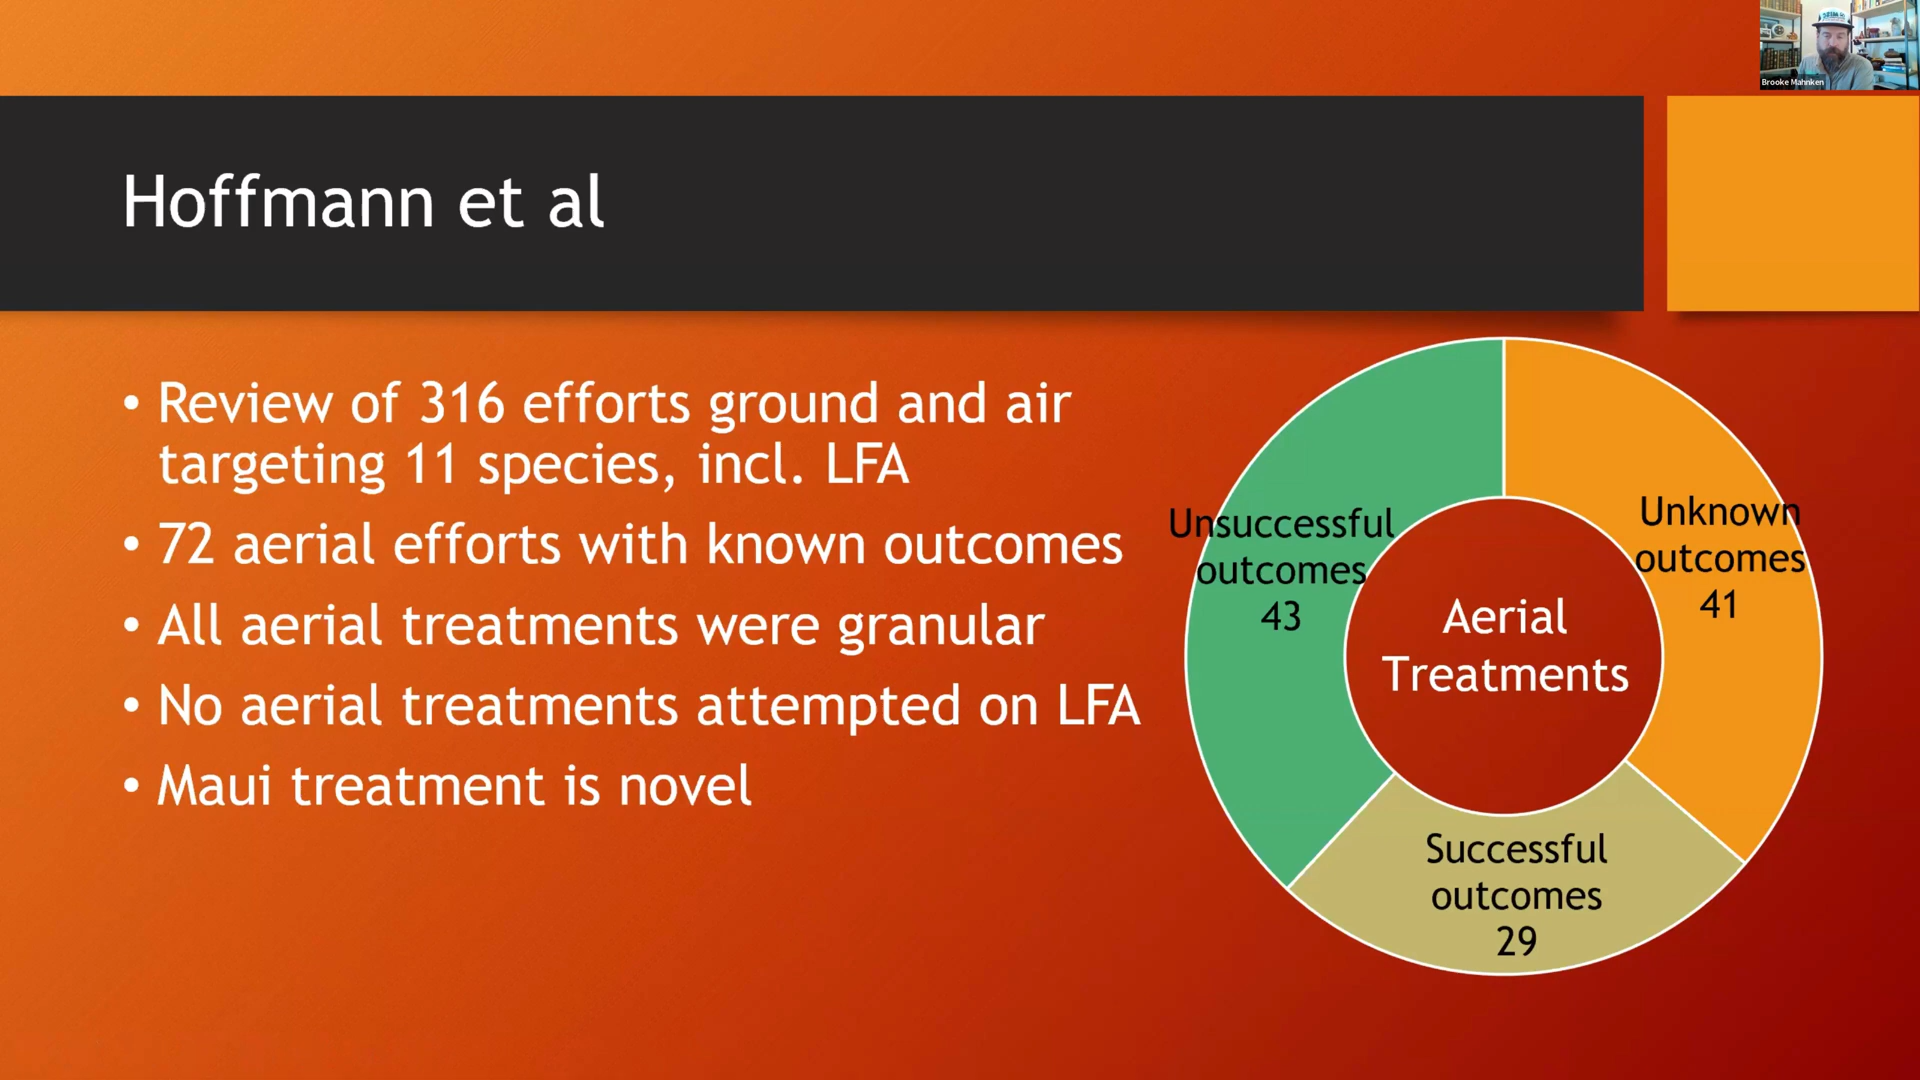 Brooke Mahnken
Hoffmann et al
• Review of 316 efforts ground and air
targeting 11 species, incl. LFA
• 72 aerial efforts with known outcomes
• All aerial treatments were granular
• No aerial treatments attempted on LFA
• Maui treatment is novel
Unsuccessful
outcomes
43
Unknown
outcomes
41
Aerial
Treatments
Successful
outcomes
29